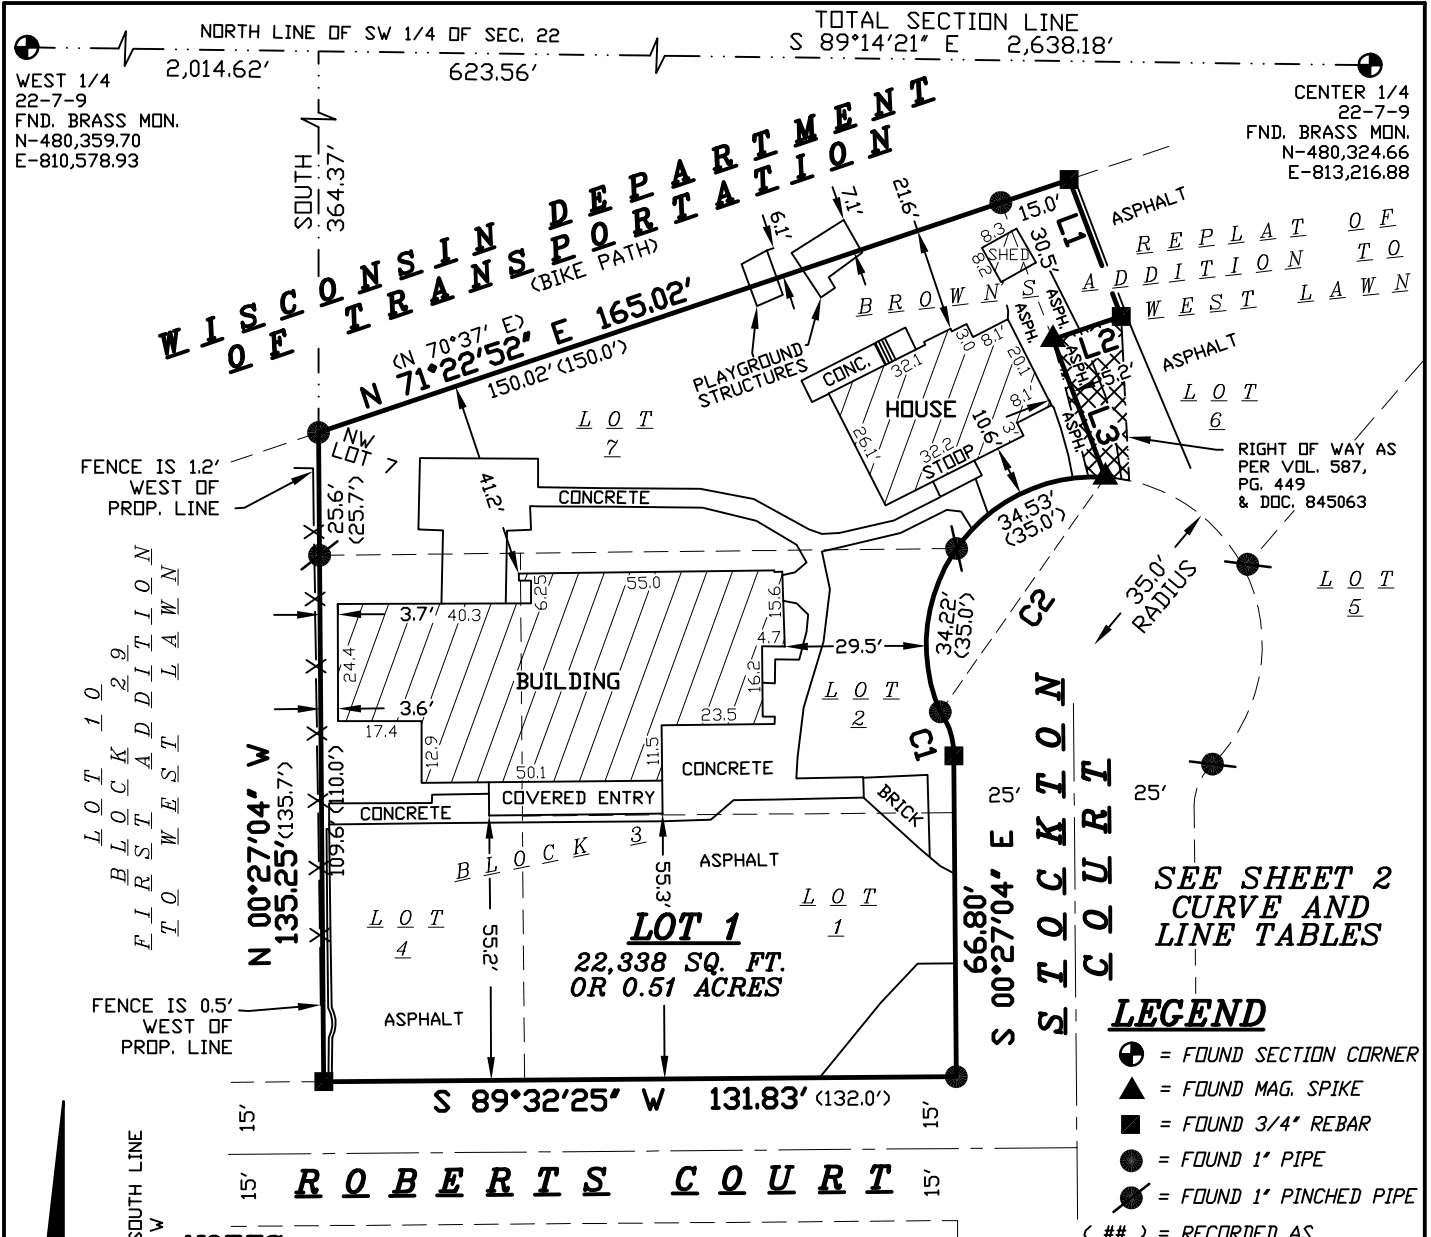 NORTH LINE OF SW 1/4 OF SEC. 22
2,014.62'
623.56'
TOTAL SECTION LINE
S 89°14'21" E 2,638.18'
WEST 1/4
22-7-9
FND. BRASS MON.
N-480,359.70
E-810,578.93
CENTER 1/4
22-7-9
FND. BRASS MON.
N-480,324.66
E-813,216.88
SOUTH
364.37'
WISCONSIN DEPARTMENT
OF TRANSPORTATION
(BIKE PATH)
(N 70°37' E)
N 71°22'52" E 165.02'
150.02' (150.0')
6.1'
7.1'
21.6'
15.0'
L1
ASPHALT
REPLAT OF
BROWNS ADDITION TO
WEST LAWN
8.3
8.2
SHED
30.5'
ASPH.
ASPH.
ASPH.
ASPH.
L2
5.2'
L3
ASPHALT
LOT
6
RIGHT OF WAY AS
PER VOL. 587,
PG. 449
& DOC. 845063
PLAYGROUND
STRUCTURES
CONC.
32.1
3.0
8.1'
20.1
HOUSE
26.1'
32.2
8.1'
3
10.6'
STOOP
LOT
7
NW
LOT 7
FENCE IS 1.2'
WEST OF
PROP. LINE
25.6'
(25.7')
41.2'
CONCRETE
34.53'
(35.0')
35.0'
RADIUS
LOT
5
C2
34.22'
(35.0')
LOT 10
BLOCK 29
FIRST ADDITION
TO WEST LAWN
3.7'
40.3
6.25
55.0
15.6
4.7
29.5'
24.4
BUILDING
16.2
LOT
2
3.6'
17.4
23.5
12.9
11.5
50.1
C1
CONCRETE
COVERED ENTRY
CONCRETE
BRICK
N 00°27'04" W
135.25' (135.7')
109.6' (110.0')
BLOCK 3
ASPHALT
25'
25'
STOCKTON
COURT
66.80'
S 00°27'04" E
LOT
4
LOT
1
55.3'
55.2'
LOT 1
22,338 SQ. FT.
OR 0.51 ACRES
SEE SHEET 2
CURVE AND
LINE TABLES
FENCE IS 0.5'
WEST OF
PROP. LINE
ASPHALT
S 89°32'25" W 131.83' (132.0')
15'
15'
ROBERTS COURT
15'
15'
LEGEND
= FOUND SECTION CORNER
= FOUND MAG. SPIKE
= FOUND 3/4" REBAR
= FOUND 1" PIPE
= FOUND 1" PINCHED PIPE
( ## ) = RECORDED AS
SOUTH LINE
W
NOTES